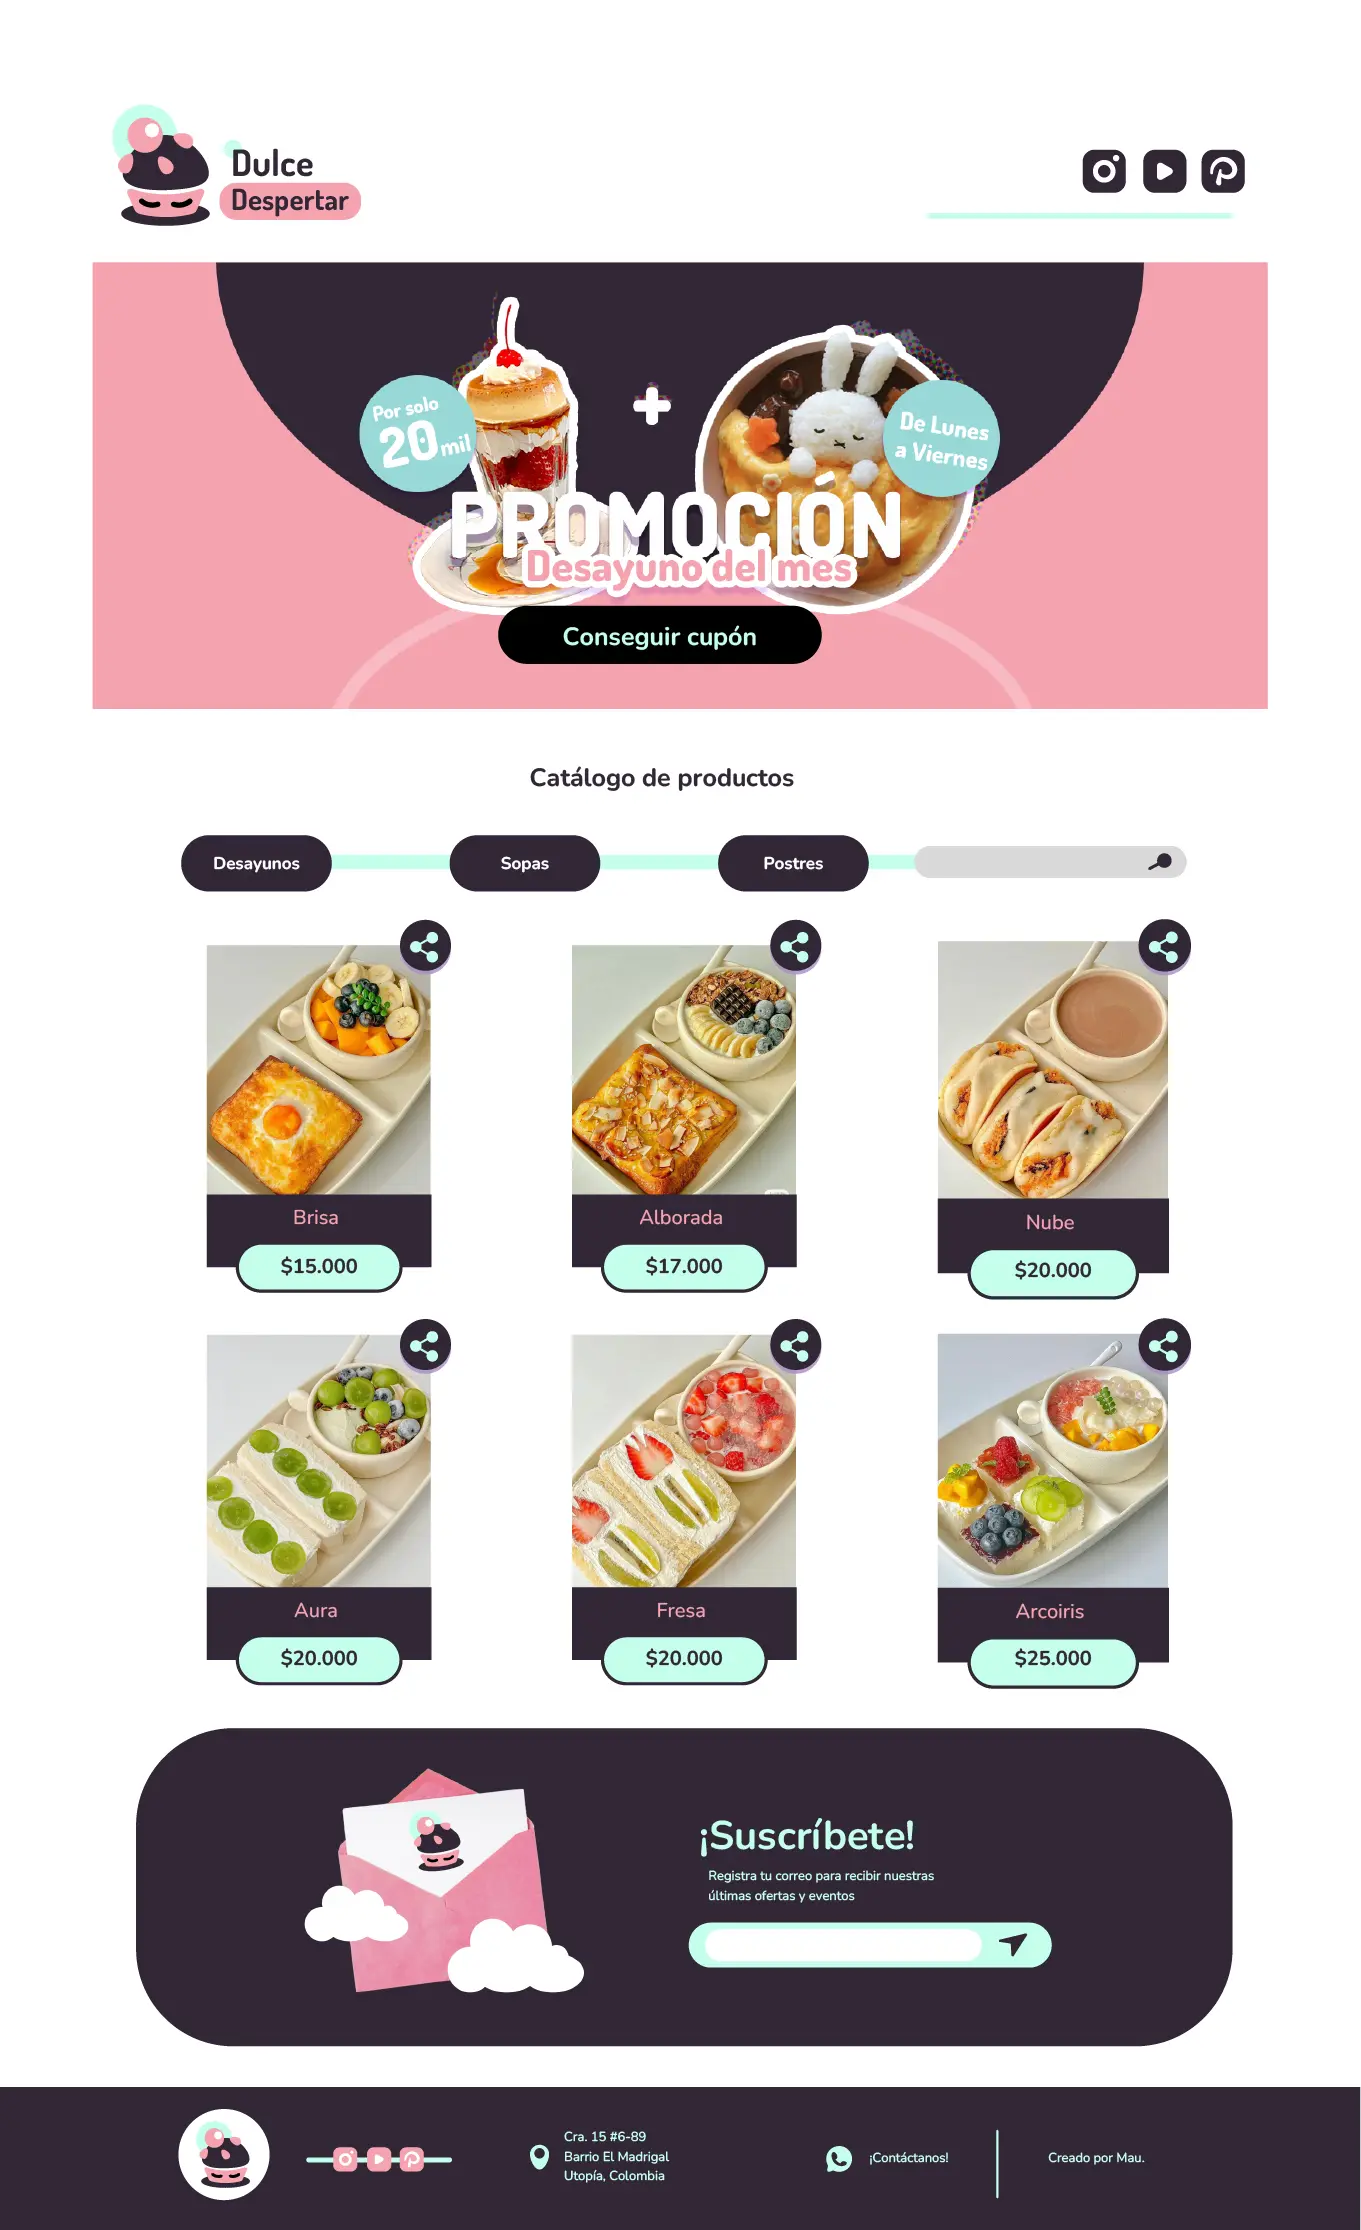 Dulce
Despertar
Por solo
20 mil
De Lunes
a Viernes
PROMOCIÓN
Desayuno del mes
Conseguir cupón
Catálogo de productos
Desayunos
Sopas
Postres
Brisa
$15.000
Alborada
$17.000
Nube
$20.000
Aura
$20.000
Fresa
$20.000
Arcoiris
$25.000
¡Suscríbete!
Registra tu correo para recibir nuestras
últimas ofertas y eventos
Cra. 15 #6-89
Barrio El Madrigal
Utopía, Colombia
¡Contáctanos!
Creado por Mau.